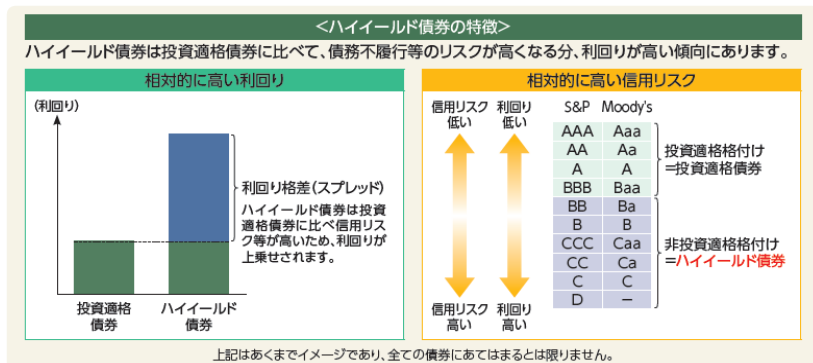 ＜ハイイールド債券の特徴＞
ハイイールド債券は投資適格債券に比べて、債務不履行等のリスクが高くなる分、利回りが高い傾向にあります。
相対的に高い利回り
(利回り)
利回り格差(スプレッド)
ハイイールド債券は投資
適格債券に比べ信用リス
ク等が高いため、利回りが
上乗せされます。
投資適格
債券
ハイイールド
債券
相対的に高い信用リスク
信用リスク 利回り S&P Moody's
低い 低い
AAA Aaa
AA Aa
A A
BBB Baa
投資適格格付け
=投資適格債券
BB Ba
B B
CCC Caa
CC Ca
C C
D −
非投資適格格付け
=ハイイールド債券
信用リスク 利回り
高い 高い
上記はあくまでイメージであり、全ての債券にあてはまるとは限りません。